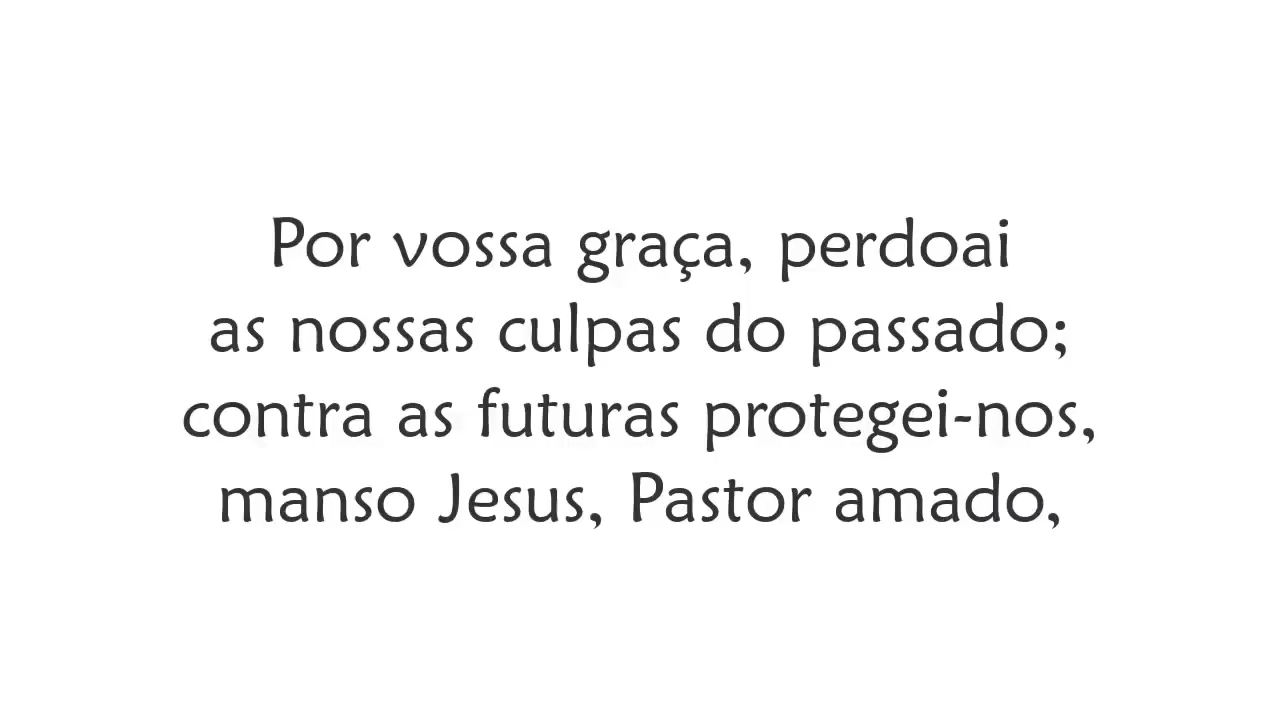 Por vossa graça, perdoai
as nossas culpas do passado;
contra as futuras protegei-nos,
manso Jesus, Pastor amado,